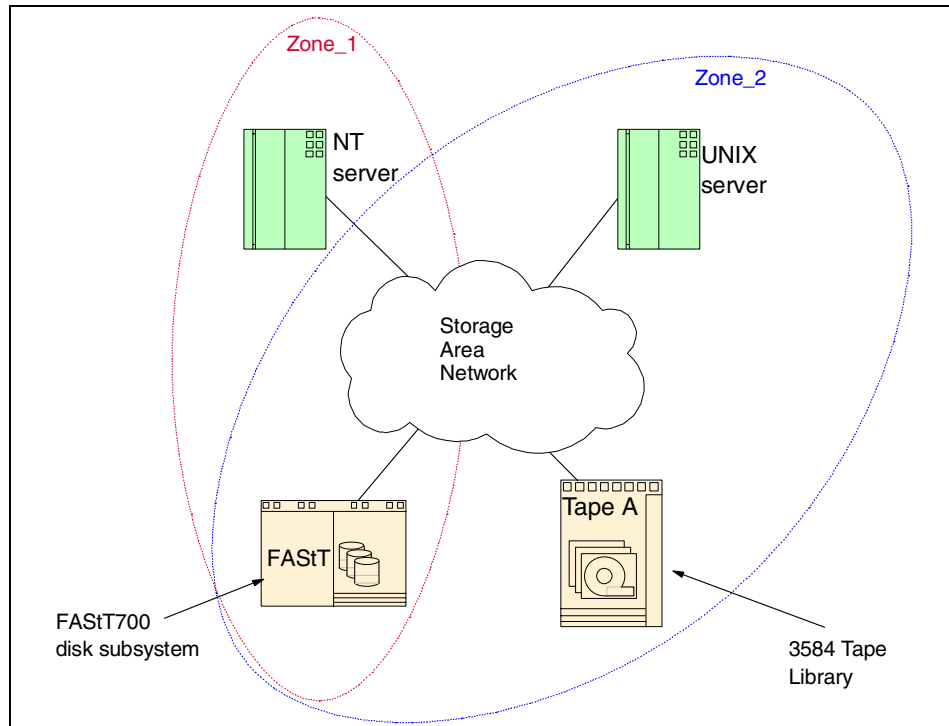 Zone_1
Zone_2
NT
server
UNIX
server
Storage
Area
Network
FAStT
Tape A
FAStT700
disk subsystem
3584 Tape
Library